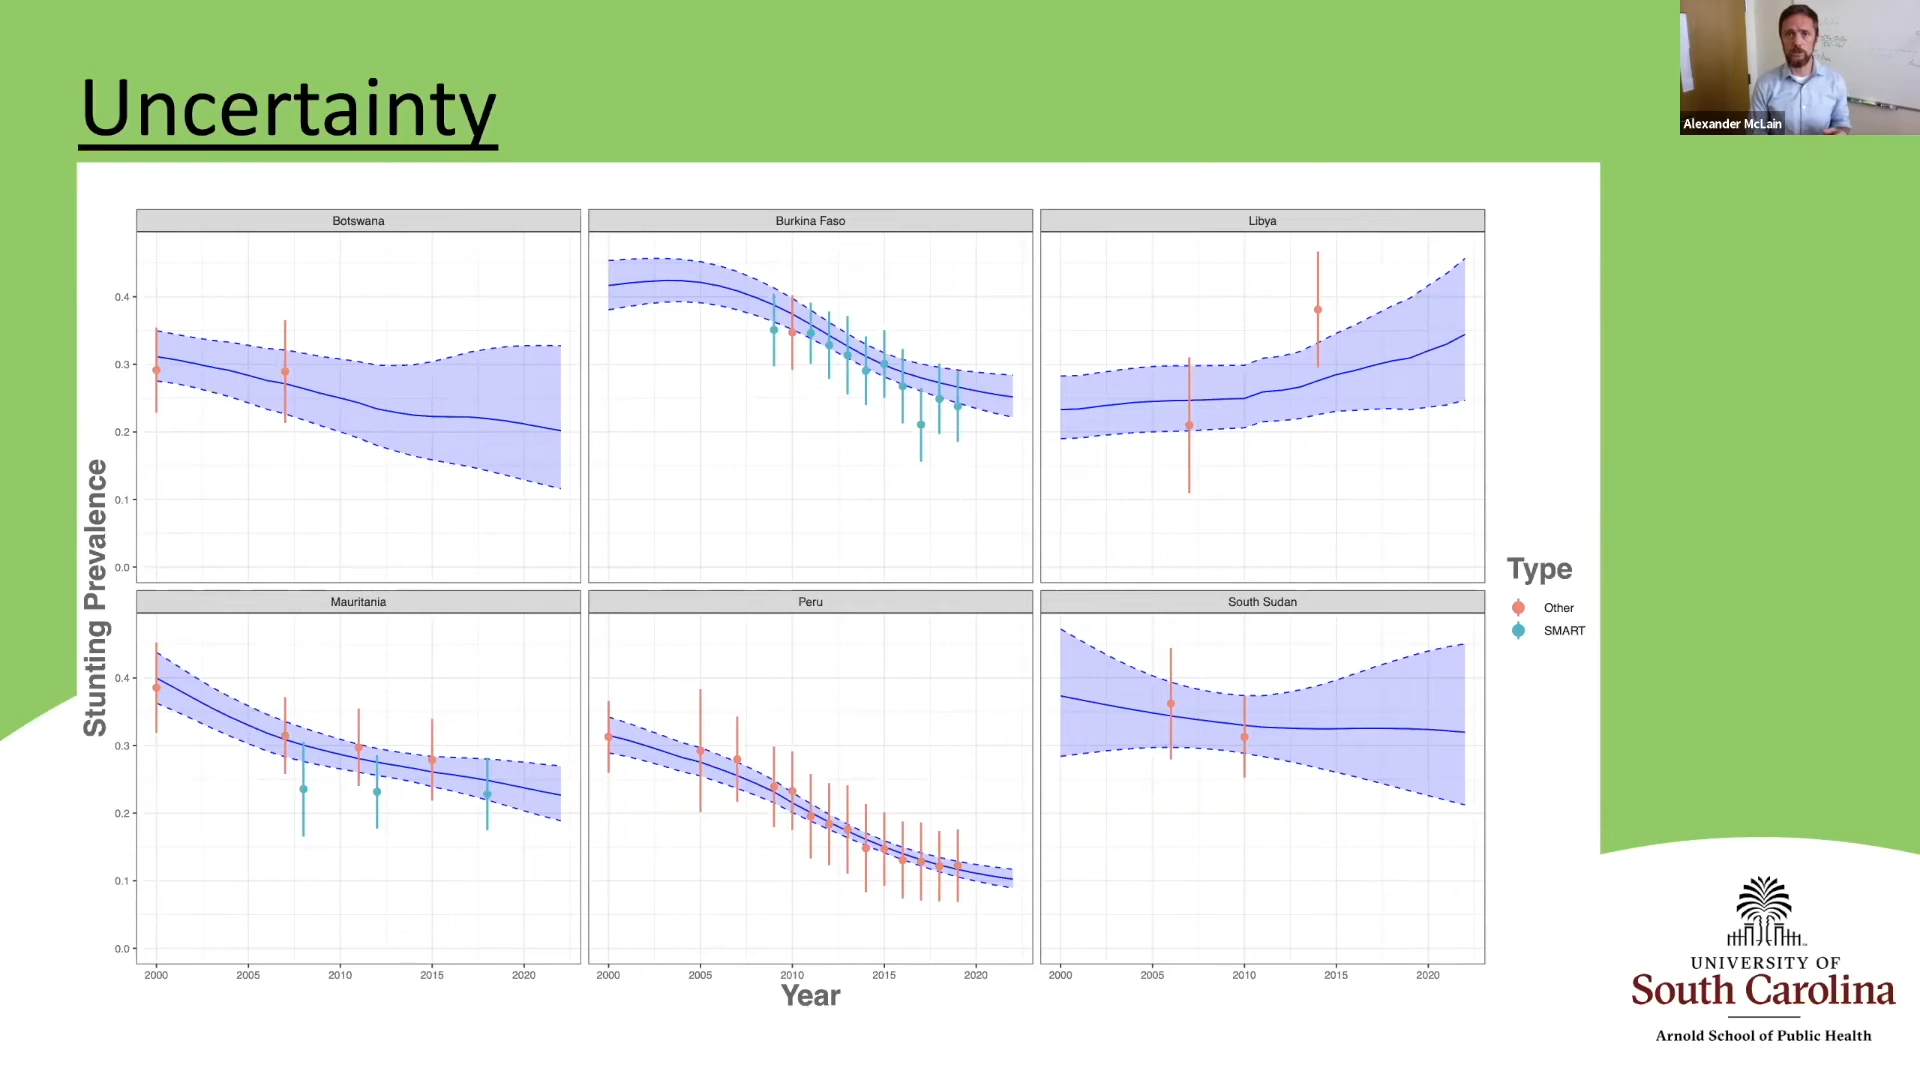 Uncertainty
Alexander McLain
Botswana
Burkina Faso
Libya
0.4
0.3
0.2
0.1
0.0
Mauritania
Peru
South Sudan
0.4
0.3
0.2
0.1
0.0
2000 2005 2010 2015 2020
2000 2005 2010 2015 2020
2000 2005 2010 2015 2020
Stunting Prevalence
Year
Type
Other
SMART
UNIVERSITY OF
South Carolina
Arnold School of Public Health